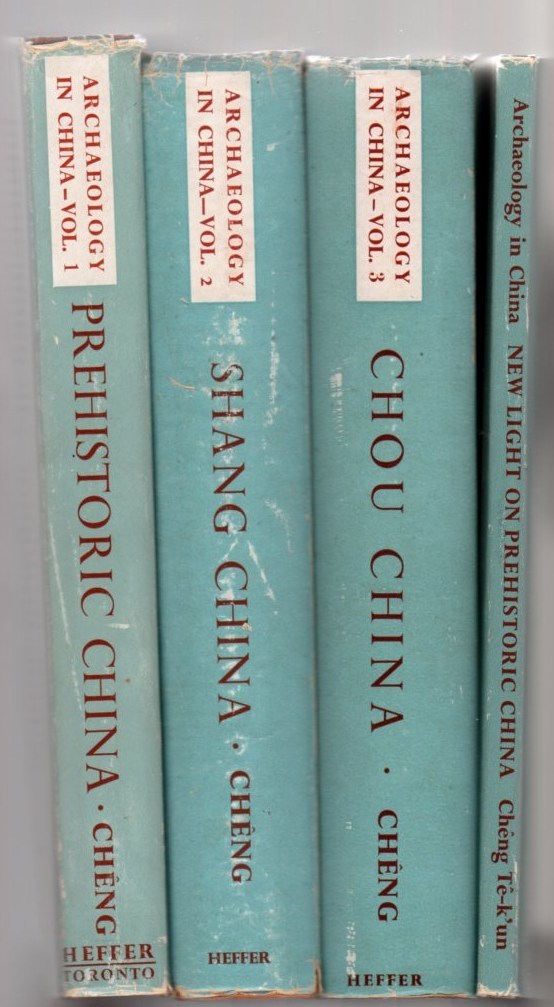 ARCHAEOLOGY
IN CHINA–VOL. 1
PREHISTORIC CHINA · CHÊNG
HEFFER
TORONTO
ARCHAEOLOGY
IN CHINA–VOL. 2
SHANG CHINA · CHÊNG
HEFFER
ARCHAEOLOGY
IN CHINA–VOL. 3
CHOU CHINA · CHÊNG
HEFFER
Archaeology in China NEW LIGHT ON PREHISTORIC CHINA Chêng Tê-k'un